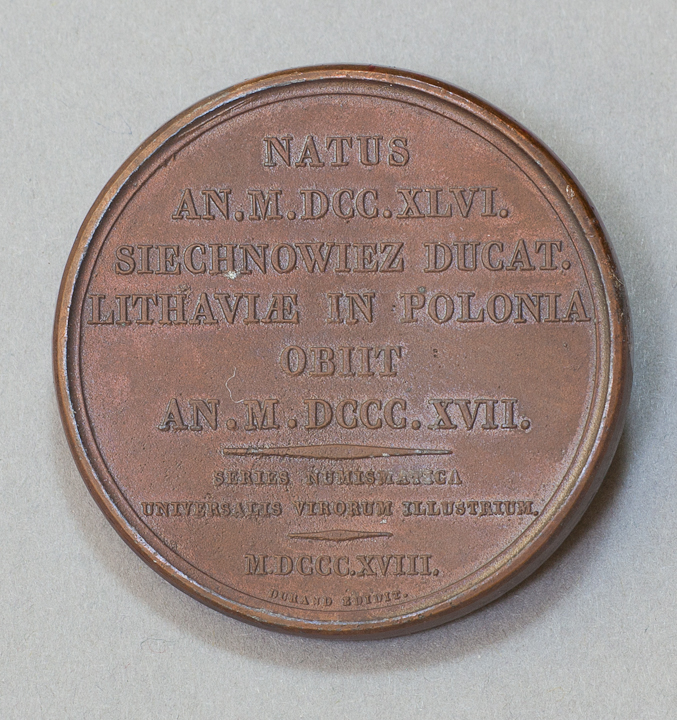 NATUS
AN. M. DCC. XLVI.
SIECHNOWIEZ DUCAT.
LITHAVIÆ IN POLONIA
OBIIT
AN. M. DCCC. XVII.
SERIES NUMISMATICA
UNIVERSALIS VIRORUM ILLUSTRIUM.
M.DCCC.XVIII.
DURAND EDIDIT.